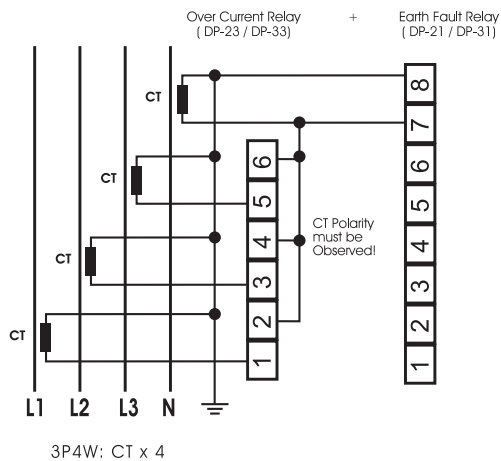 Over Current Relay + Earth Fault Relay
( DP-23 / DP-33) ( DP-21 / DP-31)
8
CT
7
6 6
CT
5 5
CT Polarity
must be
Observed!
4 4
CT
3 3
2 2
CT
1 1
L1 L2 L3 N
3P4W: CT x 4